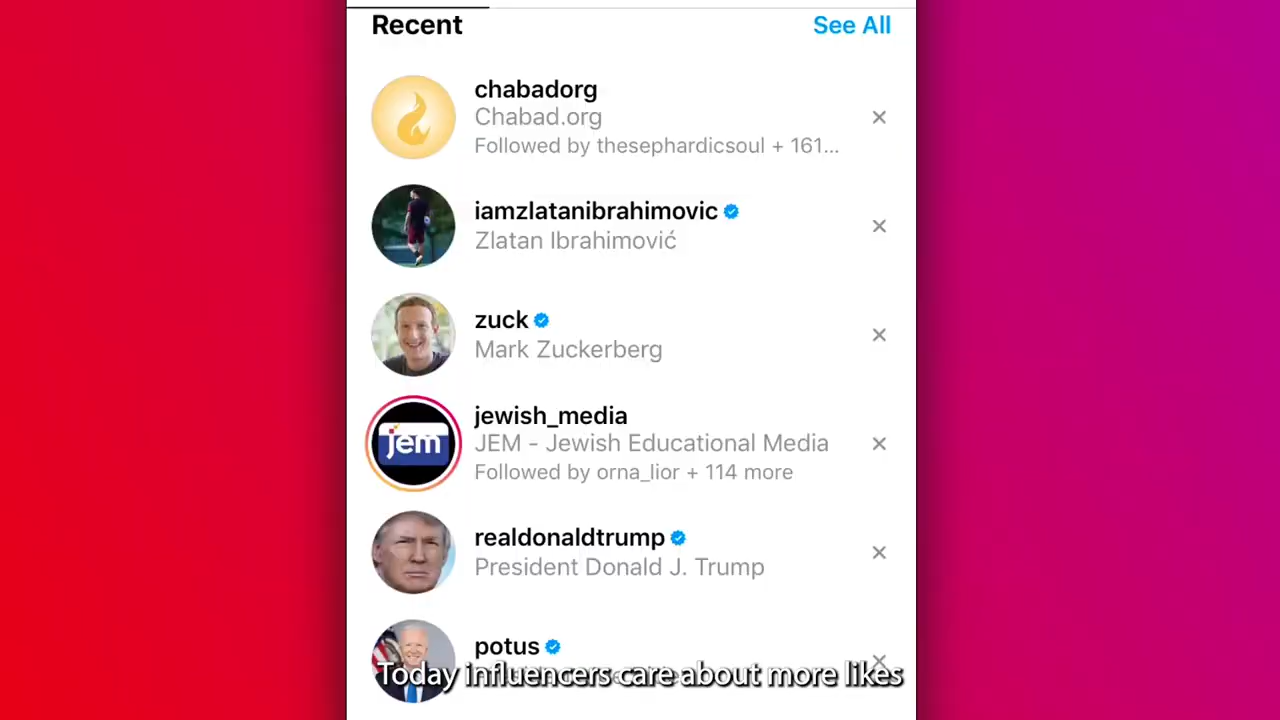 Recent
See All
chabadorg
Chabad.org
Followed by thesephardicsoul + 161...
iamzlatanibrahimovic
Zlatan Ibrahimović
zuck
Mark Zuckerberg
jem
jewish_media
JEM - Jewish Educational Media
Followed by orna_lior + 114 more
realdonaldtrump
President Donald J. Trump
potus
Today influencers care about more likes